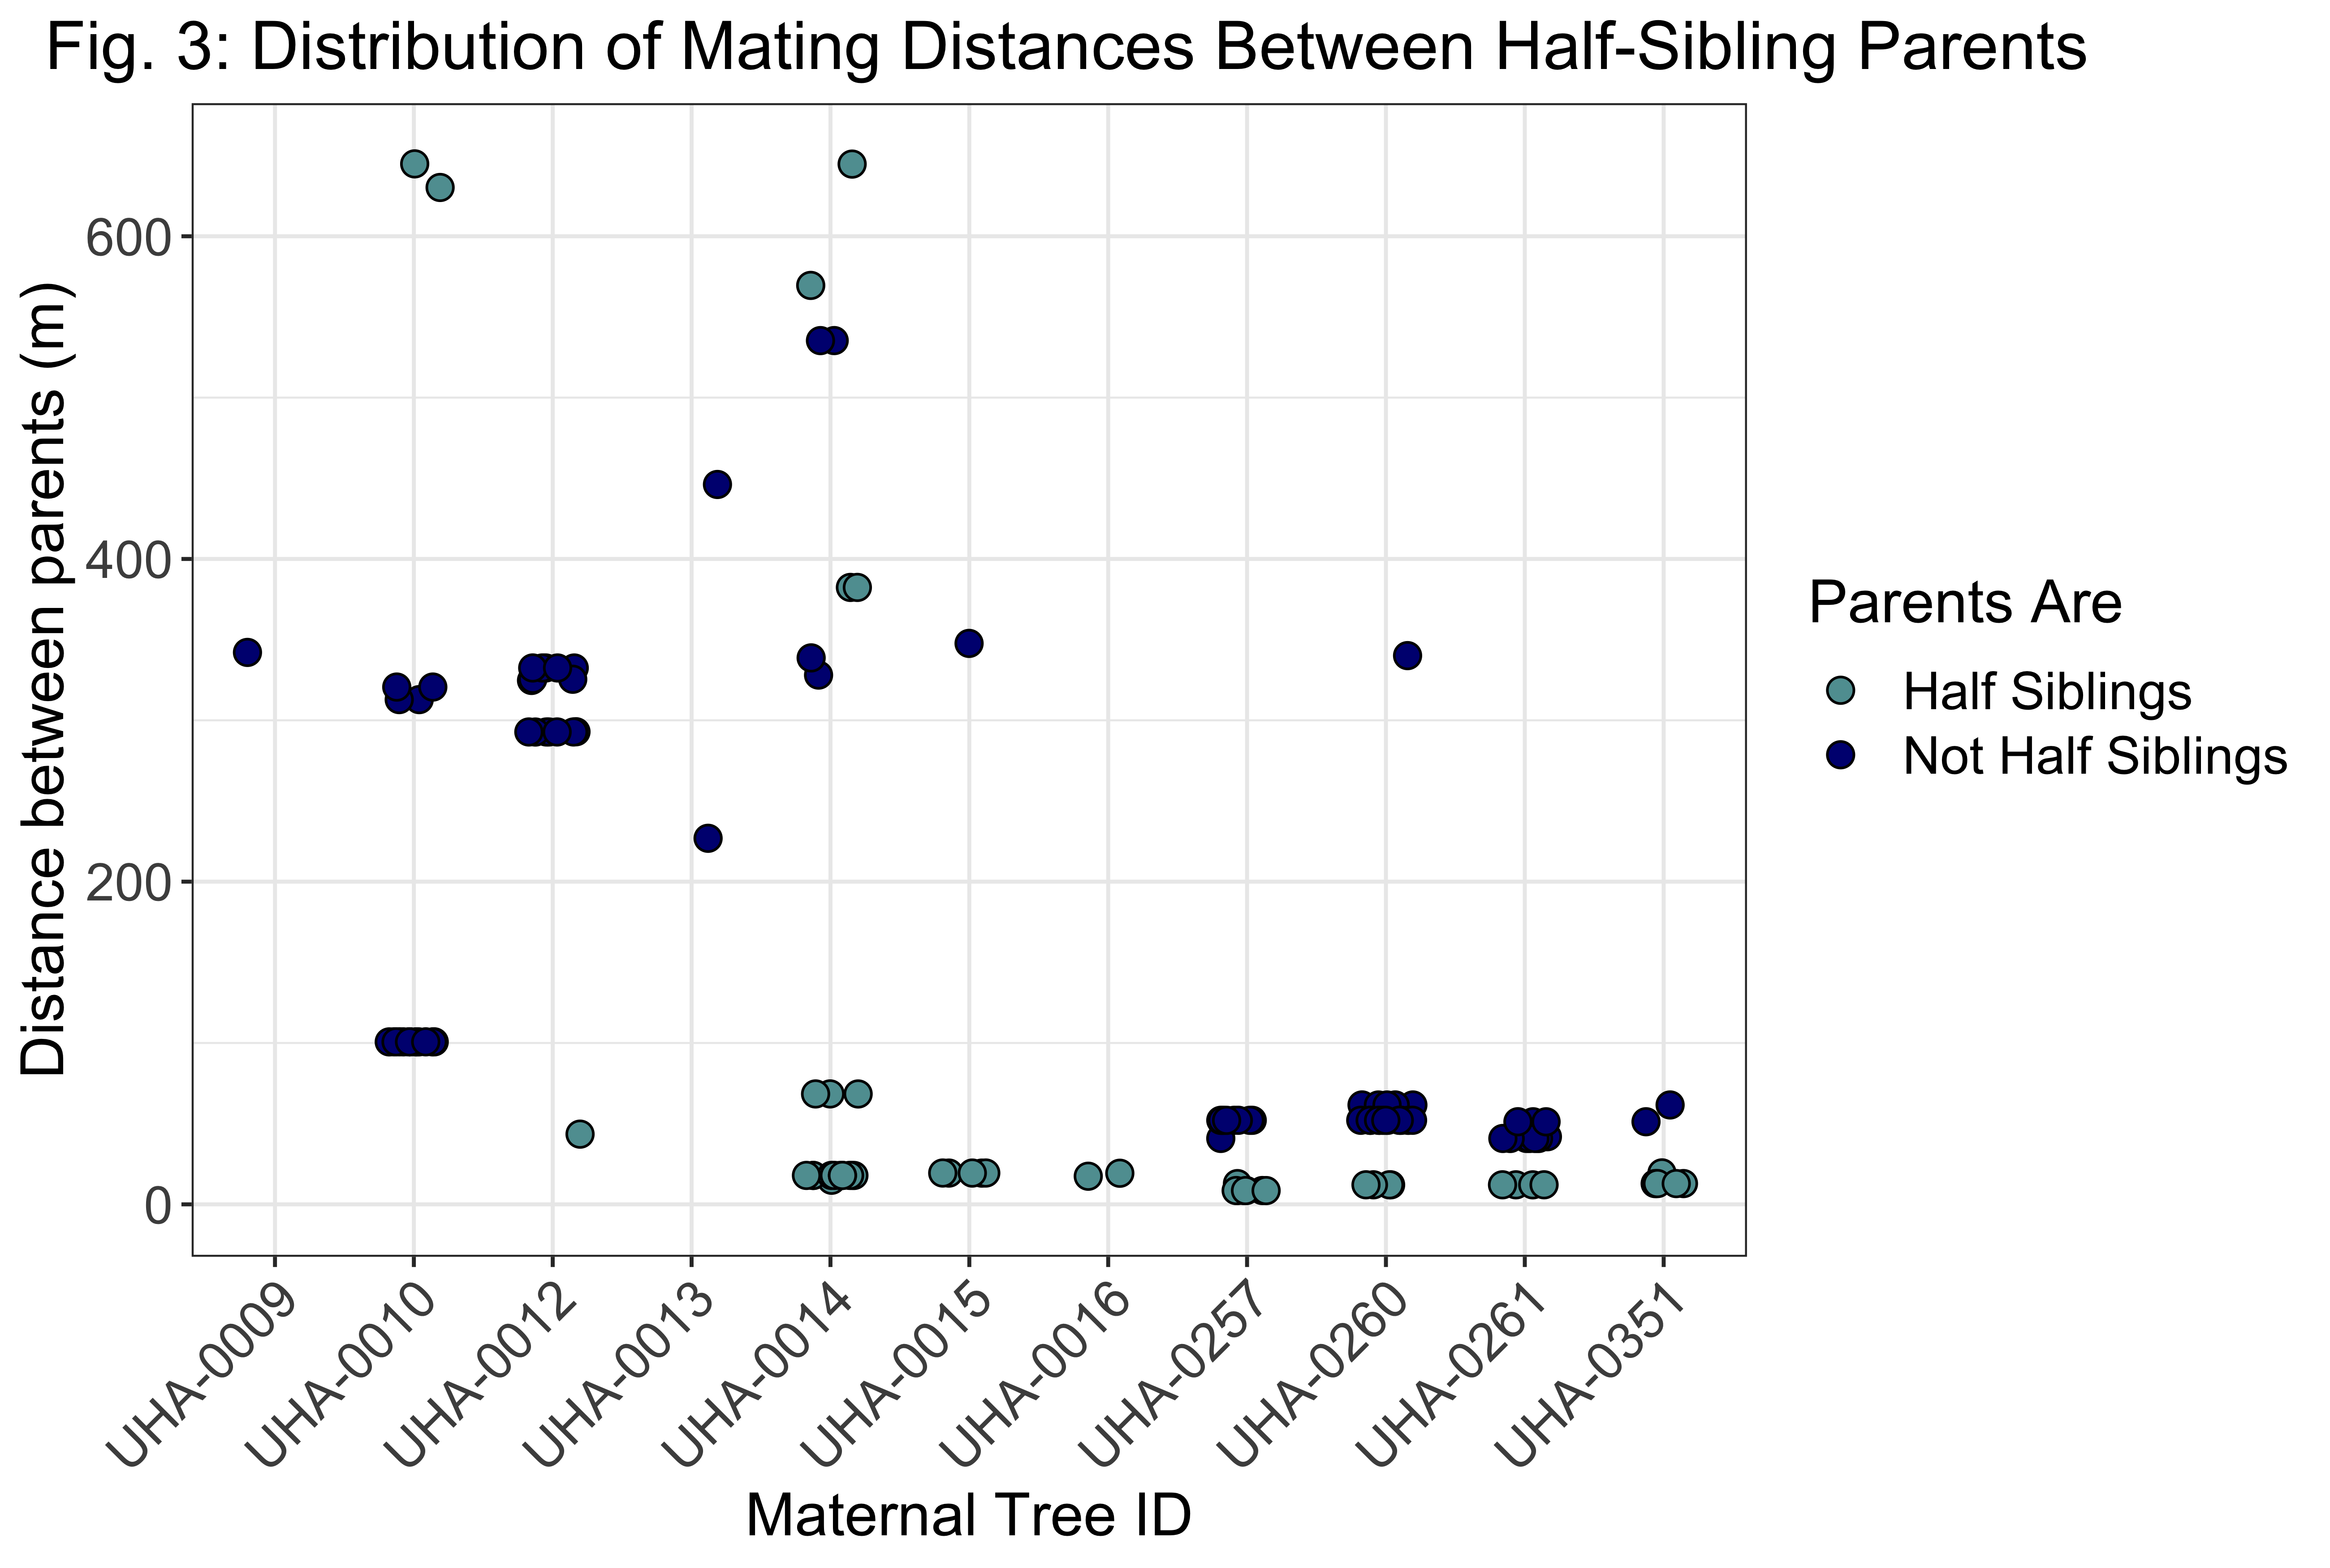 Fig. 3: Distribution of Mating Distances Between Half-Sibling Parents
Distance between parents (m)
600
400
200
0
UHA-0009
UHA-0010
UHA-0012
UHA-0013
UHA-0014
UHA-0015
UHA-0016
UHA-0257
UHA-0260
UHA-0261
UHA-0351
Maternal Tree ID
Parents Are
Half Siblings
Not Half Siblings